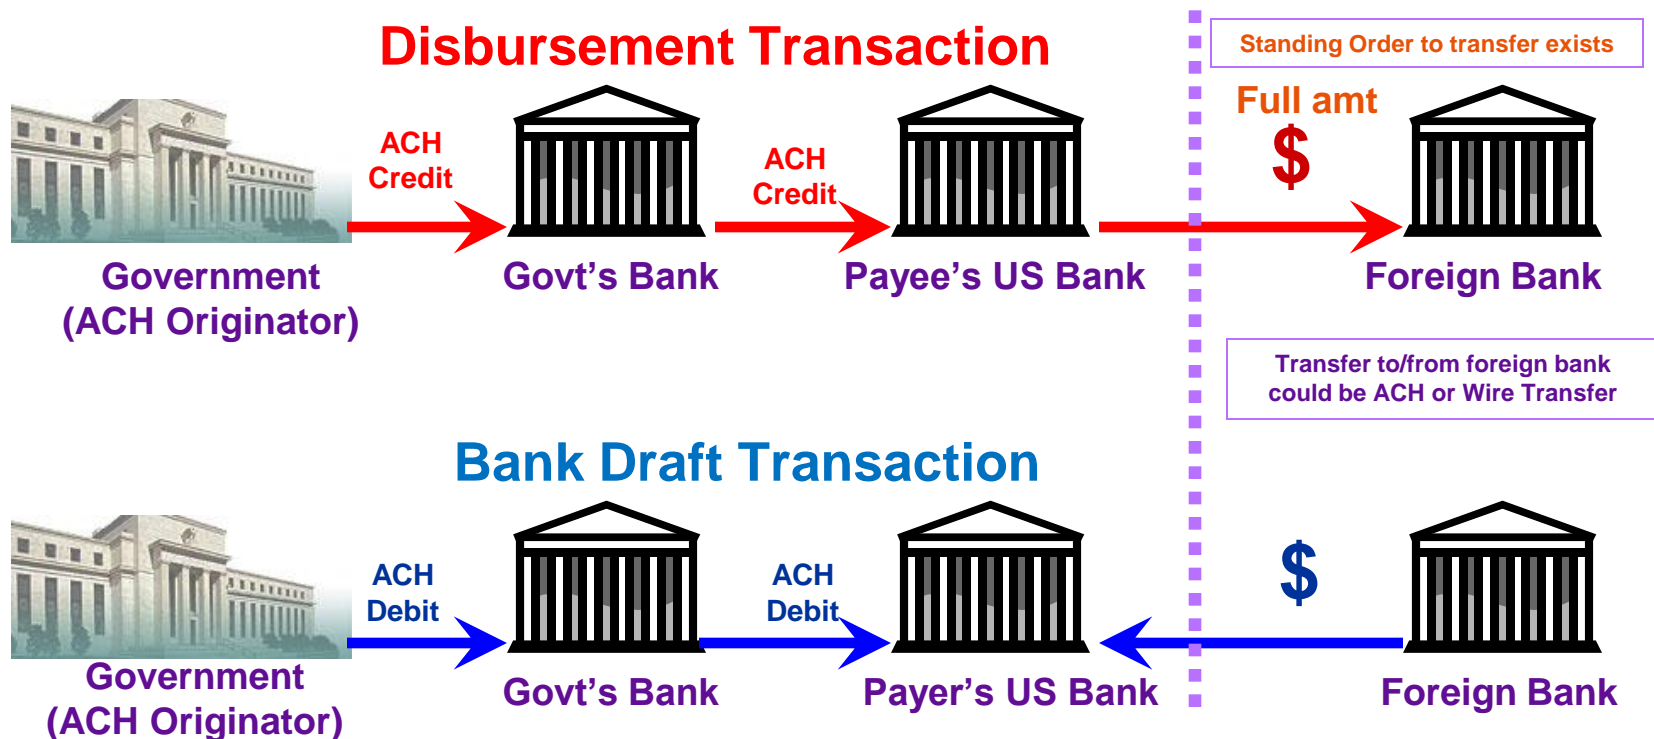 Disbursement Transaction
Standing Order to transfer exists
Full amt
$
ACH
Credit
ACH
Credit
Government
(ACH Originator)
Govt's Bank
Payee's US Bank
Foreign Bank
Transfer to/from foreign bank
could be ACH or Wire Transfer
Bank Draft Transaction
ACH
Debit
ACH
Debit
$
Government
(ACH Originator)
Govt's Bank
Payer's US Bank
Foreign Bank